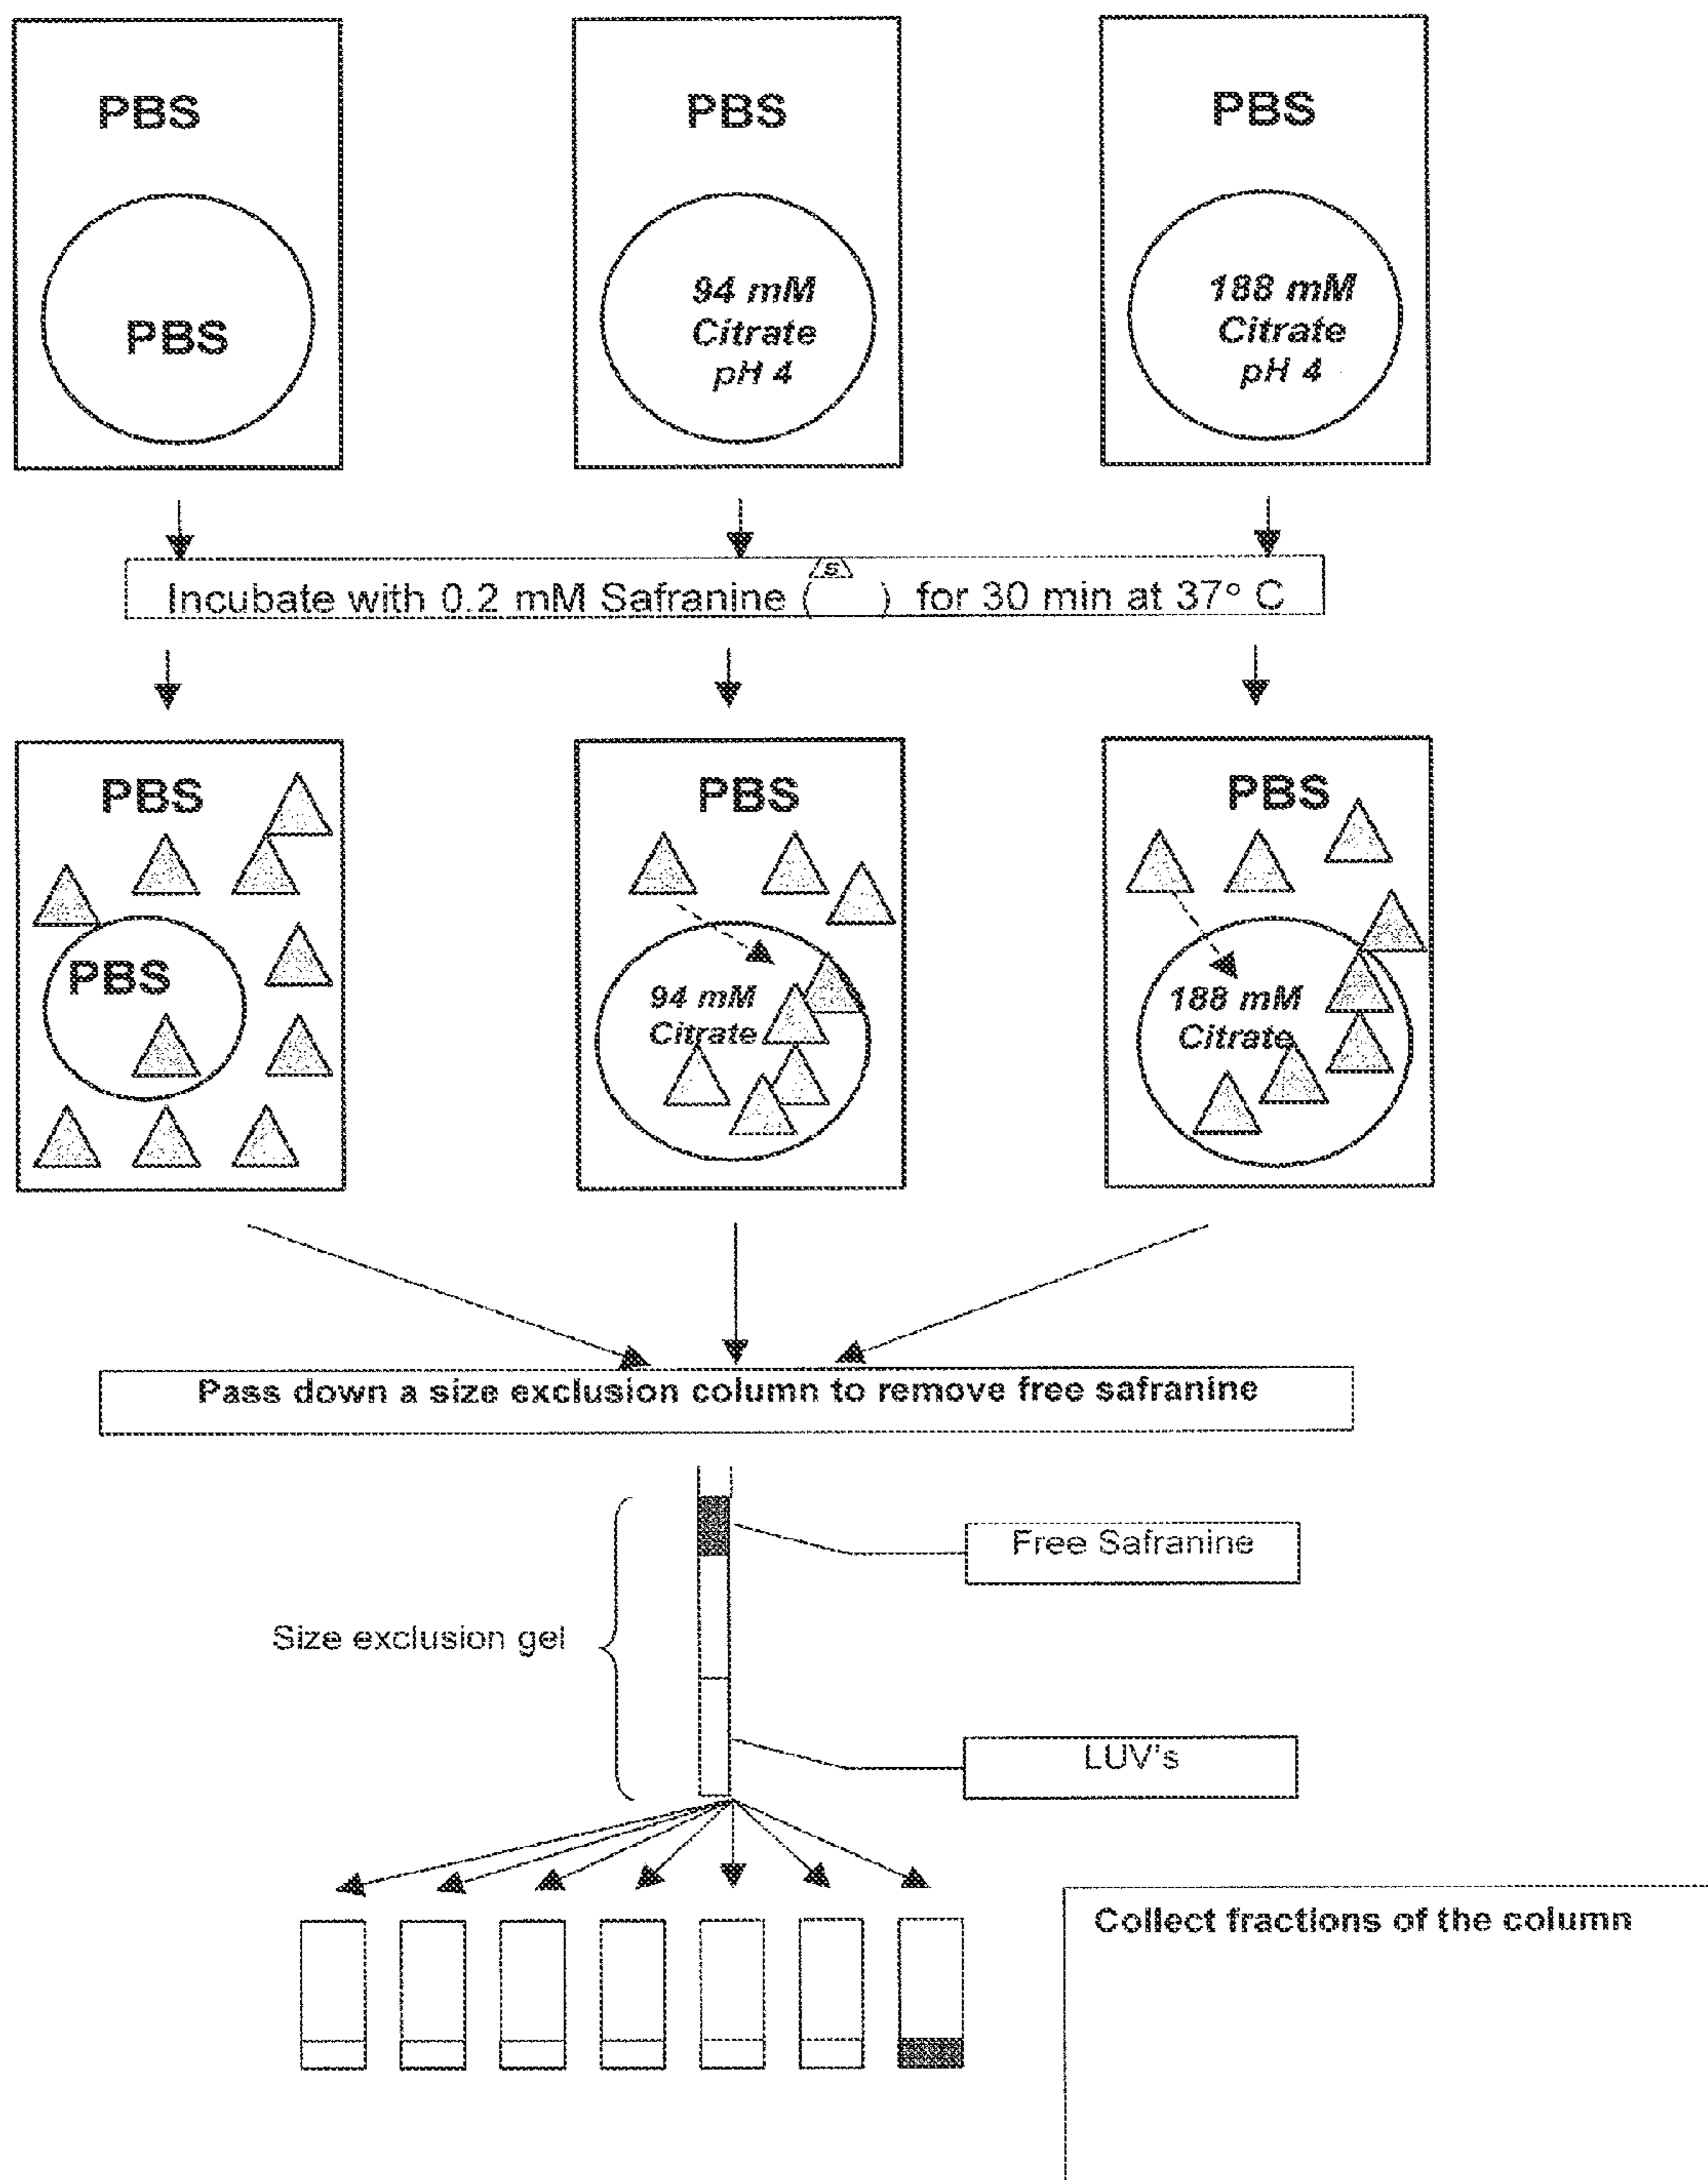 PBS
PBS
PBS
PBS
94 mM
Citrate
pH 4
188 mM
Citrate
pH 4
s
Incubate with 0.2 mM Safranine ( ) for 30 min at 37° C
PBS
PBS
PBS
PBS
94 mM
Citrate
188 mM
Citrate
Pass down a size exclusion column to remove free safranine
Free Safranine
Size exclusion gel
LUV's
Collect fractions of the column